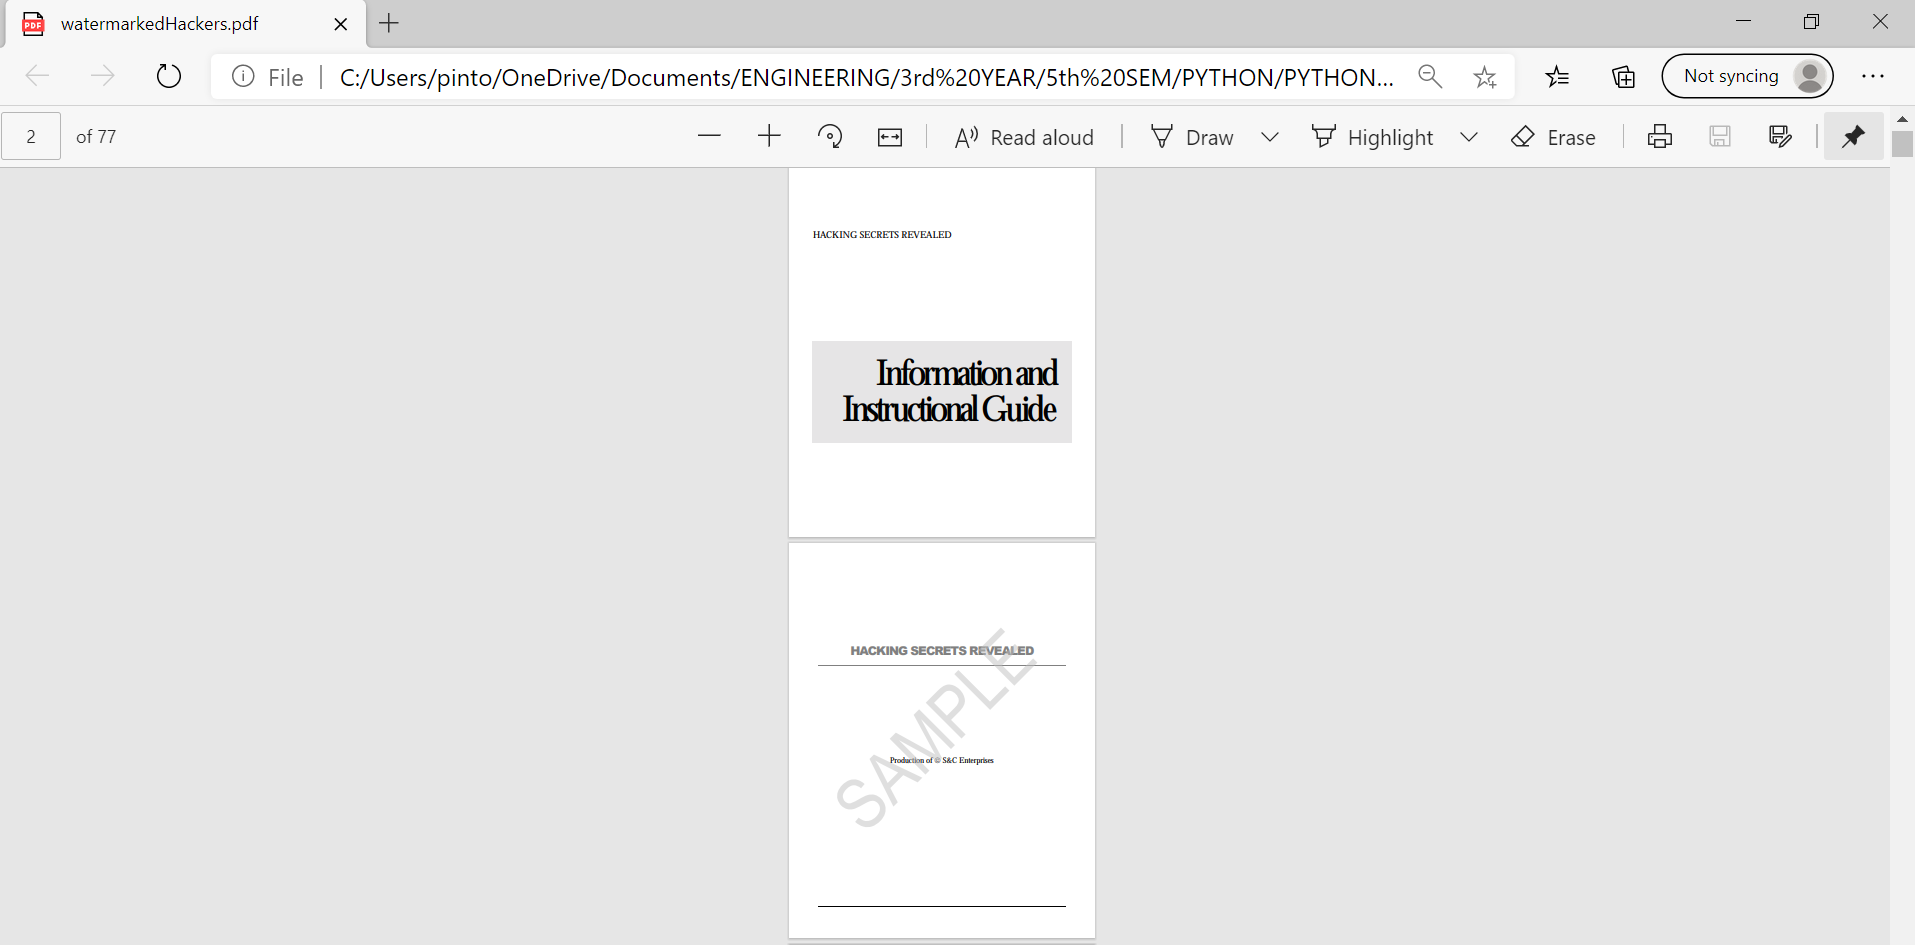 PDF
watermarkedHackers.pdf
File
C:/Users/pinto/OneDrive/Documents/ENGINEERING/3rd%20YEAR/5th%20SEM/PYTHON/PYTHON...
Not syncing
2
of 77
Read aloud
Draw
Highlight
Erase
HACKING SECRETS REVEALED
Information and
Instructional Guide
HACKING SECRETS REVEALED
SAMPLE
Production of © S&C Enterprises